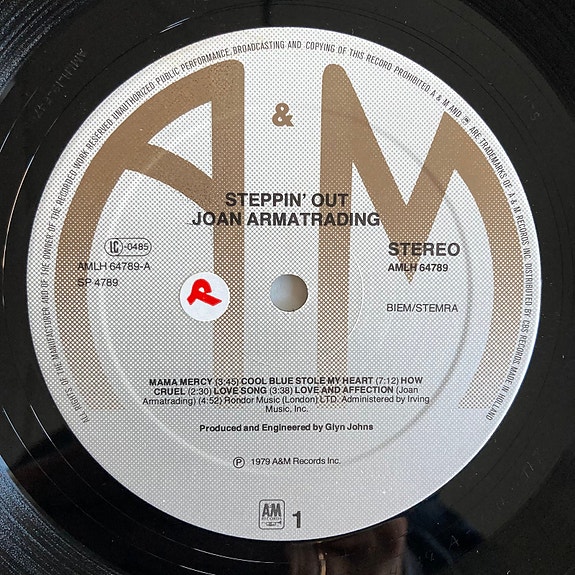 ALL RIGHTS OF THE MANUFACTURER AND OF THE OWNER OF THE RECORDED WORK RESERVED. UNAUTHORIZED PUBLIC PERFORMANCE, BROADCASTING AND COPYING OF THIS RECORD PROHIBITED A & M AND AM ARE TRADEMARKS OF A & M RECORDS INC. DISTRIBUTED BY CBS RECORDS. MADE IN HOLLAND
A & M
STEPPIN' OUT
JOAN ARMATRADING
LC-0485
AMLH 64789-A
SP 4789
STEREO
AMLH 64789
BIEM/STEMRA
MAMA MERCY (3:45) COOL BLUE STOLE MY HEART (7:12) HOW
CRUEL (2:30) LOVE SONG (3:38) LOVE AND AFFECTION (Joan
Armatrading) (4:52) Rondor Music (London) LTD. Administered by Irving
Music, Inc.
Produced and Engineered by Glyn Johns
Ⓟ 1979 A&M Records Inc.
AM
RECORDS
1